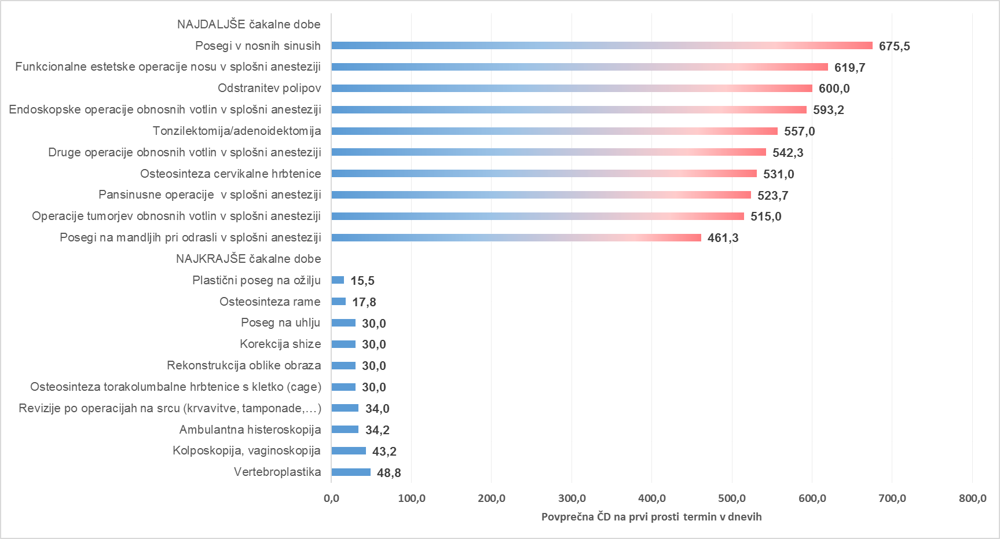 NAJDALJŠE čakalne dobe
Posegi v nosnih sinusih 675,5
Funkcionalne estetske operacije nosu v splošni anesteziji 619,7
Odstranitev polipov 600,0
Endoskopske operacije obnosnih votlin v splošni anesteziji 593,2
Tonzilektomija/adenoidektomija 557,0
Druge operacije obnosnih votlin v splošni anesteziji 542,3
Osteosinteza cervikalne hrbtenice 531,0
Pansinusne operacije  v splošni anesteziji 523,7
Operacije tumorjev obnosnih votlin v splošni anesteziji 515,0
Posegi na mandljih pri odrasli v splošni anesteziji 461,3
NAJKRAJŠE čakalne dobe
Plastični poseg na ožilju 15,5
Osteosinteza rame 17,8
Poseg na uhlju 30,0
Korekcija shize 30,0
Rekonstrukcija oblike obraza 30,0
Osteosinteza torakolumbalne hrbtenice s kletko (cage) 30,0
Revizije po operacijah na srcu (krvavitve, tamponade,…) 34,0
Ambulantna histeroskopija 34,2
Kolposkopija, vaginoskopija 43,2
Vertebroplastika 48,8
0,0 100,0 200,0 300,0 400,0 500,0 600,0 700,0 800,0
Povprečna ČD na prvi prosti termin v dnevih